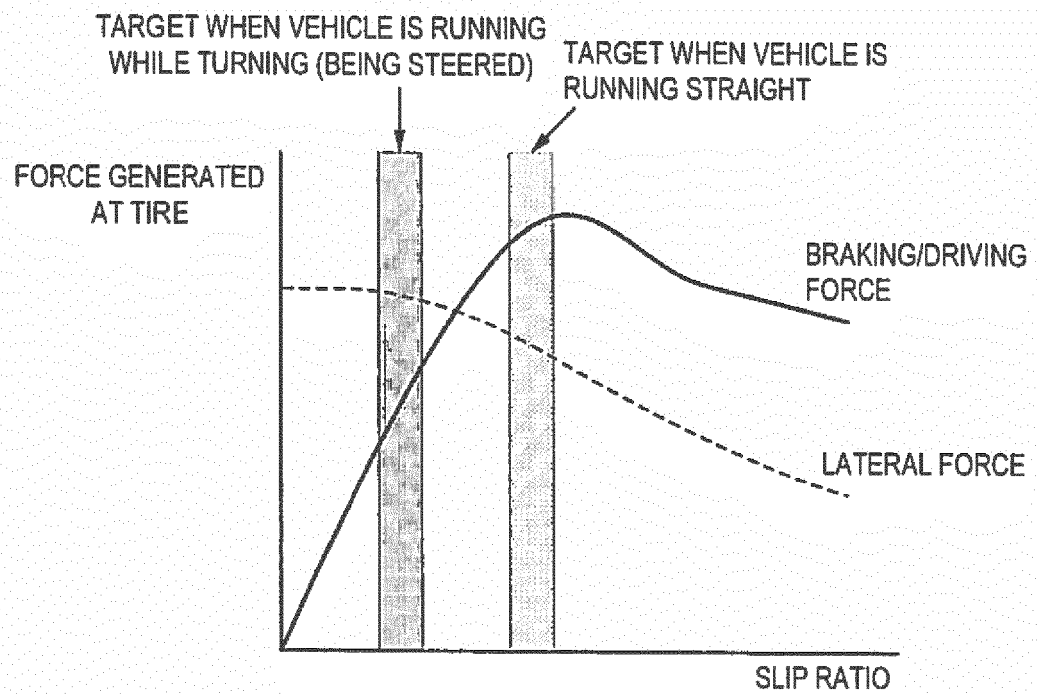 TARGET WHEN VEHICLE IS RUNNING
WHILE TURNING (BEING STEERED)
TARGET WHEN VEHICLE IS
RUNNING STRAIGHT
FORCE GENERATED
AT TIRE
BRAKING/DRIVING
FORCE
LATERAL FORCE
SLIP RATIO